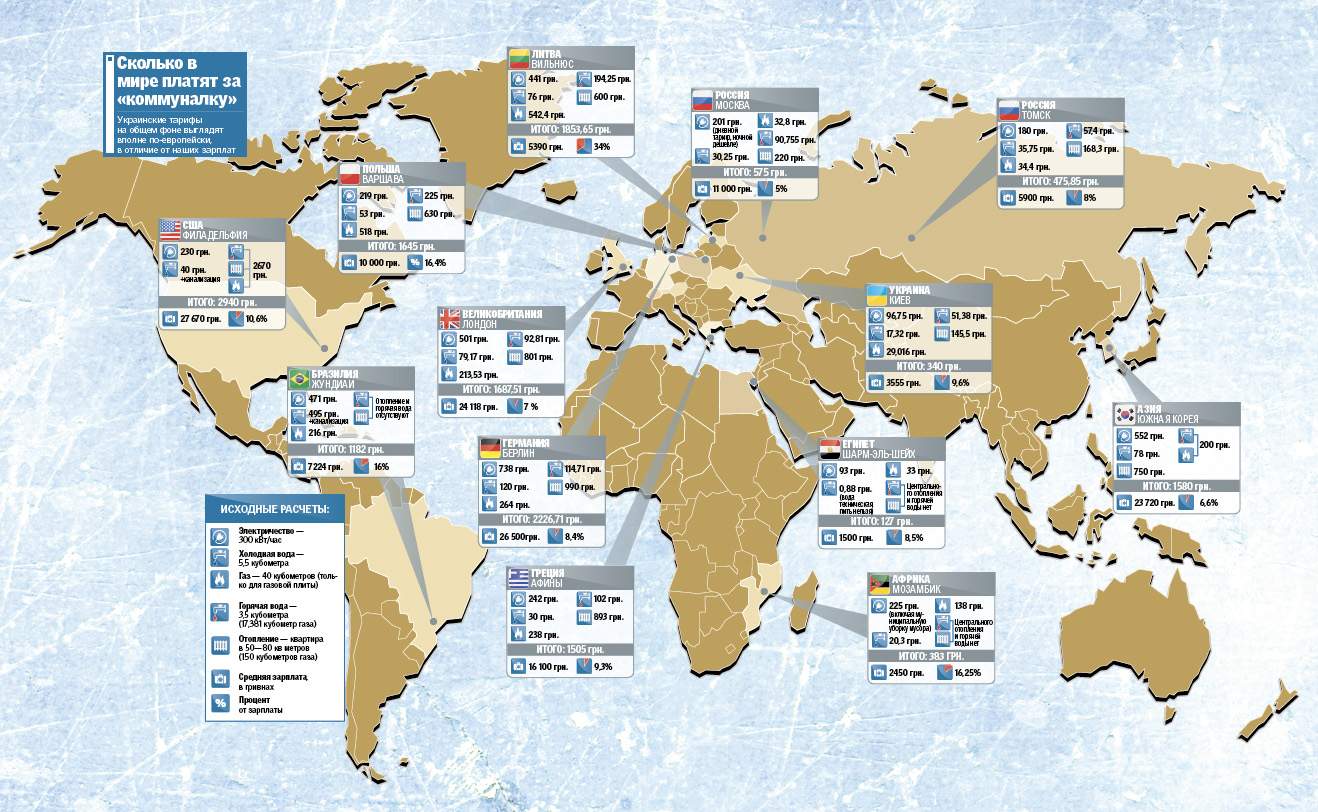 Сколько в
мире платят за
«коммуналку»
Украинские тарифы
на общем фоне выглядят
вполне по-европейски,
в отличие от наших зарплат
ЛИТВА
ВИЛЬНЮС
441 грн. 194,25 грн.
76 грн. 600 грн.
542,4 грн.
ИТОГО: 1853,65 грн.
5390 грн. 34%
РОССИЯ
МОСКВА
201 грн. 32,8 грн.
(дневной
тариф, ночной
дешевле)
90,755 грн.
30,25 грн. 220 грн.
ИТОГО: 575 грн.
11 000 грн. 5%
РОССИЯ
ТОМСК
180 грн. 57,4 грн.
35,75 грн. 168,3 грн.
34,4 грн.
ИТОГО: 475,85 грн.
5900 грн. 8%
ПОЛЬША
ВАРШАВА
219 грн. 225 грн.
53 грн. 630 грн.
518 грн.
ИТОГО: 1645 грн.
10 000 грн. % 16,4%
США
ФИЛАДЕЛЬФИЯ
230 грн.
40 грн.
+канализация
2670
грн.
ИТОГО: 2940 грн.
27 670 грн. 10,6%
ВЕЛИКОБРИТАНИЯ
ЛОНДОН
501 грн. 92,81 грн.
79,17 грн. 801 грн.
213,53 грн.
ИТОГО: 1687,51 грн.
24 118 грн. 7 %
УКРАИНА
КИЕВ
96,75 грн. 51,38 грн.
17,32 грн. 145,5 грн.
29,016 грн.
ИТОГО: 340 грн.
3555 грн. 9,6%
БРАЗИЛИЯ
ЖУНДИАИ
471 грн.
495 грн.
+канализация
216 грн.
Отопление и
горячая вода
отсутствуют
ИТОГО: 1182 грн.
7224 грн. 16%
АЗИЯ
ЮЖНАЯ КОРЕЯ
552 грн.
78 грн.
750 грн.
200 грн.
ИТОГО: 1580 грн.
23 720 грн. 6,6%
ГЕРМАНИЯ
БЕРЛИН
738 грн. 114,71 грн.
120 грн. 990 грн.
264 грн.
ИТОГО: 2226,71 грн.
26 500грн. 8,4%
ЕГИПЕТ
ШАРМ-ЭЛЬ-ШЕЙХ
93 грн. 33 грн.
0,88 грн.
(вода
техническая
пить нельзя)
Центрально-
го отопления
и горячей
воды нет
ИТОГО: 127 грн.
1500 грн. 8,5%
ИСХОДНЫЕ РАСЧЕТЫ:
Электричество —
300 кВт/час
Холодная вода —
5,5 кубометра
Газ — 40 кубометров (толь-
ко для газовой плиты)
Горячая вода —
3,5 кубометра
(17,381 кубометр газа)
Отопление — квартира
в 50—80 кв метров
(150 кубометров газа)
Средняя зарплата,
в гривнах
% Процент
от зарплаты
ГРЕЦИЯ
АФИНЫ
242 грн. 102 грн.
30 грн. 893 грн.
238 грн.
ИТОГО: 1505 грн.
16 100 грн. 9,3%
АФРИКА
МОЗАМБИК
225 грн. 138 грн.
(включая му-
ниципальную
уборку мусора)
20,3 грн.
Центрального
отопления
и горячей
воды нет
ИТОГО: 383 ГРН.
2450 грн. 16,25%